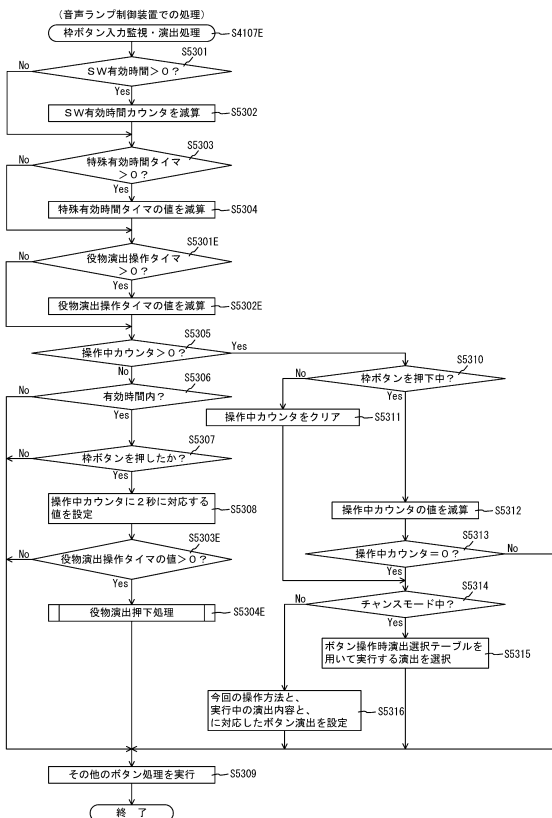 (音声ランプ制御装置での処理)
枠ボタン入力監視・演出処理
S4107E
S5301
No
SW有効時間>0?
Yes
SW有効時間カウンタを減算
S5302
S5303
No
特殊有効時間タイマ
>0?
Yes
特殊有効時間タイマの値を減算
S5304
S5301E
No
役物演出操作タイマ
>0?
Yes
役物演出操作タイマの値を減算
S5302E
S5305
操作中カウンタ>0?
Yes
No
S5306
No
有効時間内?
Yes
S5307
No
枠ボタンを押したか?
Yes
操作中カウンタに2秒に対応する
値を設定
S5308
S5303E
No
役物演出操作タイマの値>0?
Yes
役物演出押下処理
S5304E
S5310
No
枠ボタンを押下中?
Yes
操作中カウンタをクリア
S5311
操作中カウンタの値を減算
S5312
S5313
操作中カウンタ=0?
No
Yes
S5314
No
チャンスモード中?
Yes
ボタン操作時演出選択テーブルを
用いて実行する演出を選択
S5315
今回の操作方法と、
実行中の演出内容と、
に対応したボタン演出を設定
S5316
その他のボタン処理を実行
S5309
終 了